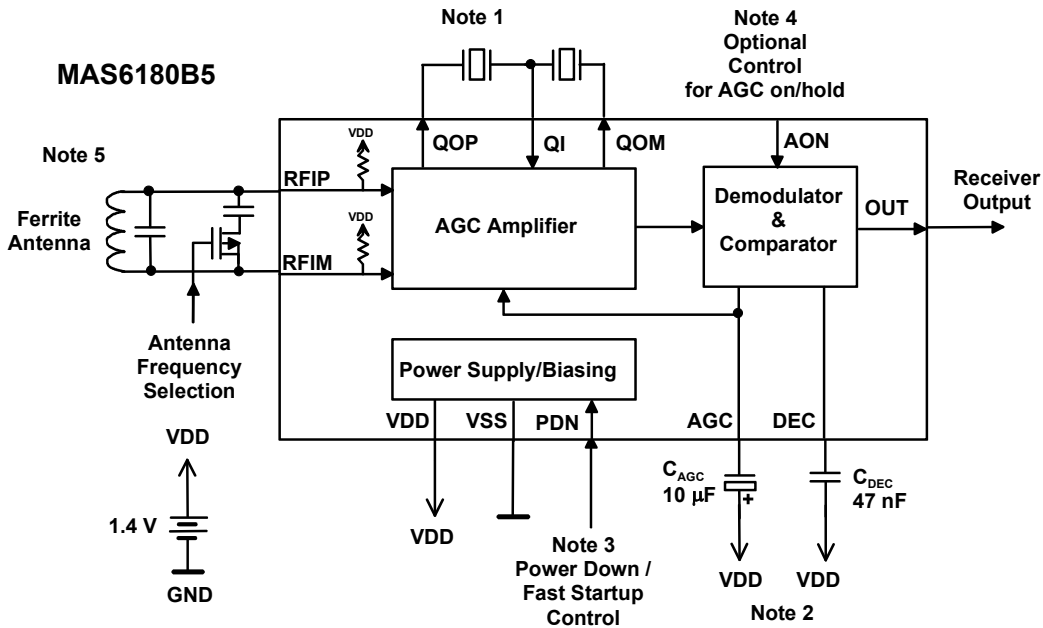 Note 1
Note 4
Optional
Control
for AGC on/hold
MAS6180B5
QOP
QI
QOM
AON
Note 5
VDD
RFIP
Ferrite
Antenna
VDD
RFIM
AGC Amplifier
Demodulator
&
Comparator
OUT
Receiver
Output
Antenna
Frequency
Selection
Power Supply/Biasing
VDD
VSS
PDN
AGC
DEC
VDD
1.4 V
GND
VDD
Note 3
Power Down /
Fast Startup
Control
CAGC
10 μF
+
CDEC
47 nF
VDD
VDD
Note 2